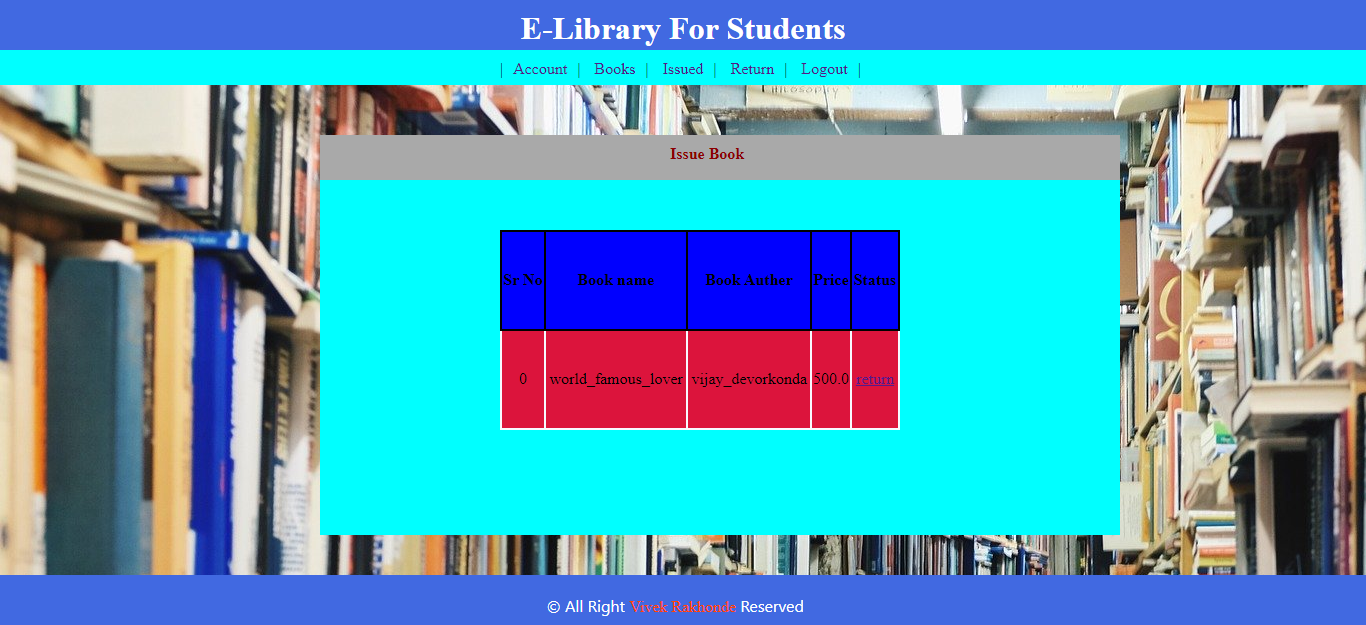 E-Library For Students
| Account | Books | Issued | Return | Logout |
Philosophy
Issue Book
Sr No Book name Book Auther Price Status
0 world_famous_lover vijay_devorkonda 500.0 return
© All Right Vivek Rakhonde Reserved